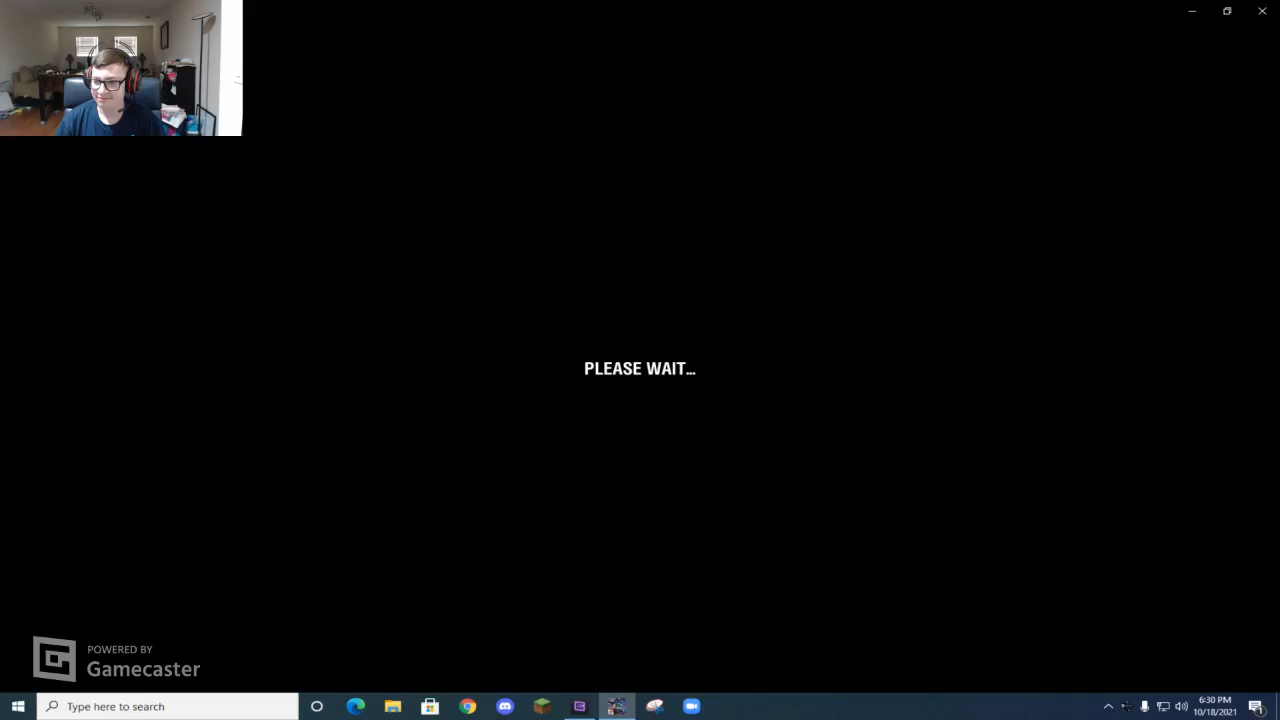 PLEASE WAIT...
POWERED BY
Gamecaster
Type here to search
6:30 PM
10/18/2021